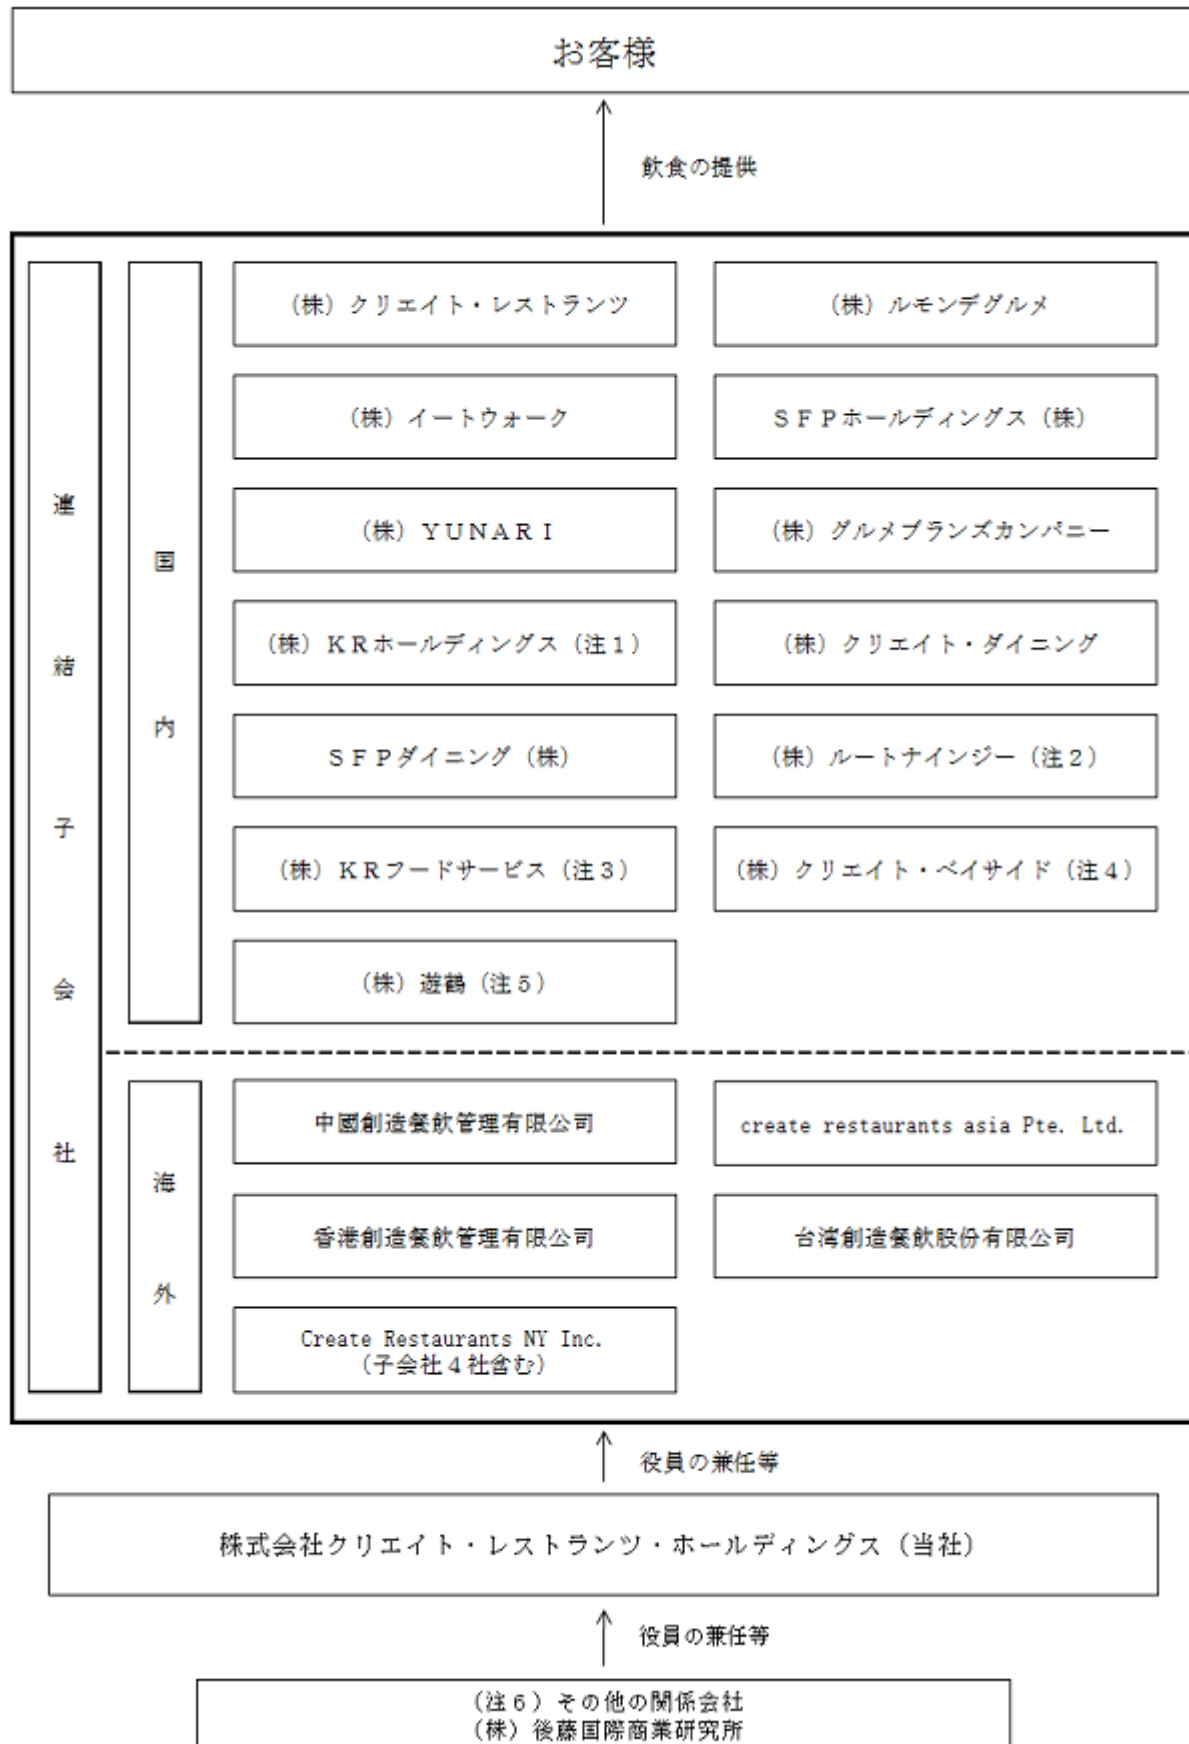 お客様
飲食の提供
連結子会社
国内
(株)クリエイト・レストランツ
(株)ルモンデグルメ
(株)イートウォーク
SFPホールディングス(株)
(株)YUNARI
(株)グルメブランズカンパニー
(株)KRホールディングス(注1)
(株)クリエイト・ダイニング
SFPダイニング(株)
(株)ルートナインジー(注2)
(株)KRフードサービス(注3)
(株)クリエイト・ベイサイド(注4)
(株)遊鶴(注5)
海外
中國創造餐飲管理有限公司
create restaurants asia Pte. Ltd.
香港創造餐飲管理有限公司
台湾創造餐飲股份有限公司
Create Restaurants NY Inc.
(子会社4社含む)
役員の兼任等
株式会社クリエイト・レストランツ・ホールディングス(当社)
役員の兼任等
(注6)その他の関係会社
(株)後藤国際商業研究所